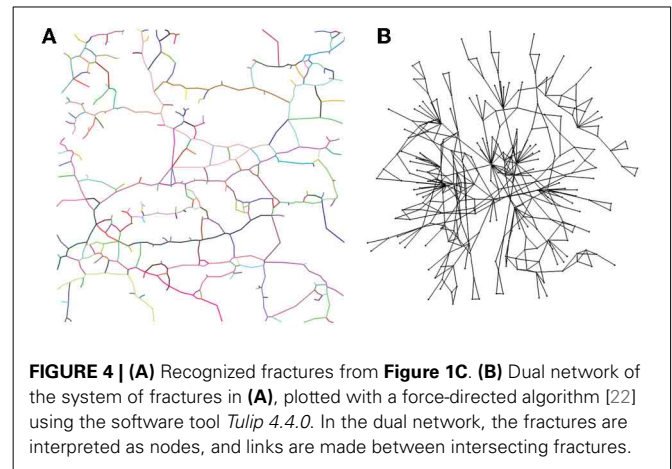 A
B
FIGURE 4 | (A) Recognized fractures from Figure 1C. (B) Dual network of
the system of fractures in (A), plotted with a force-directed algorithm [22]
using the software tool Tulip 4.4.0. In the dual network, the fractures are
interpreted as nodes, and links are made between intersecting fractures.